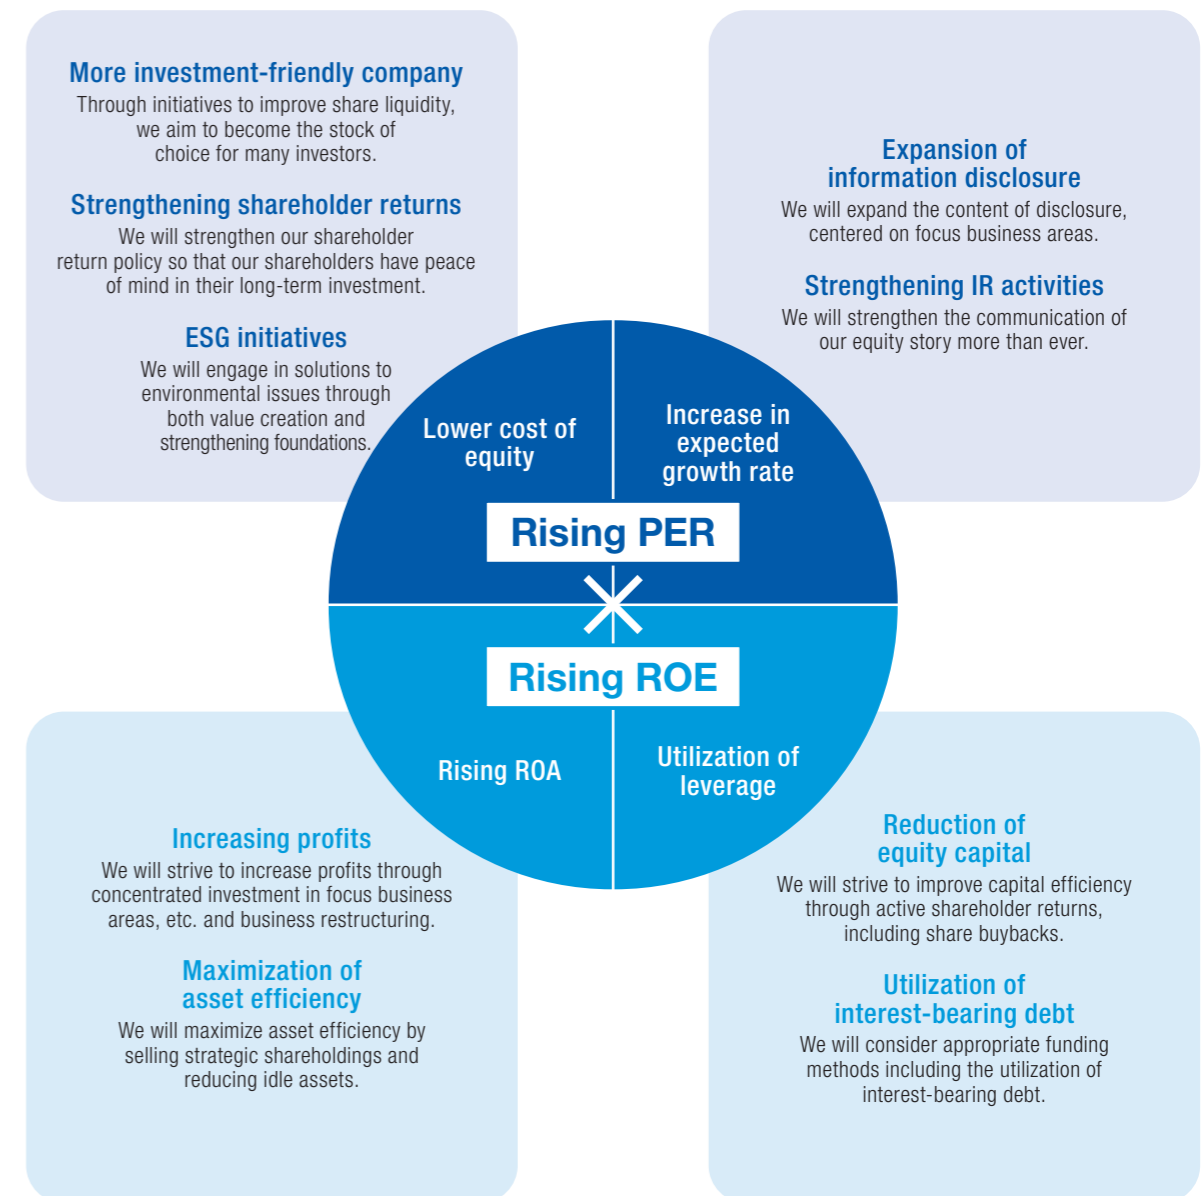 More investment-friendly company
Through initiatives to improve share liquidity,
we aim to become the stock of
choice for many investors.
Strengthening shareholder returns
We will strengthen our shareholder
return policy so that our shareholders have peace
of mind in their long-term investment.
ESG initiatives
We will engage in solutions to
environmental issues through
both value creation and
strengthening foundations.
Expansion of
information disclosure
We will expand the content of disclosure,
centered on focus business areas.
Strengthening IR activities
We will strengthen the communication of
our equity story more than ever.
Lower cost of
equity
Increase in
expected
growth rate
Rising PER
Rising ROE
Rising ROA
Utilization of
leverage
Increasing profits
We will strive to increase profits through
concentrated investment in focus business
areas, etc. and business restructuring.
Maximization of
asset efficiency
We will maximize asset efficiency by
selling strategic shareholdings and
reducing idle assets.
Reduction of
equity capital
We will strive to improve capital efficiency
through active shareholder returns,
including share buybacks.
Utilization of
interest-bearing debt
We will consider appropriate funding
methods including the utilization of
interest-bearing debt.